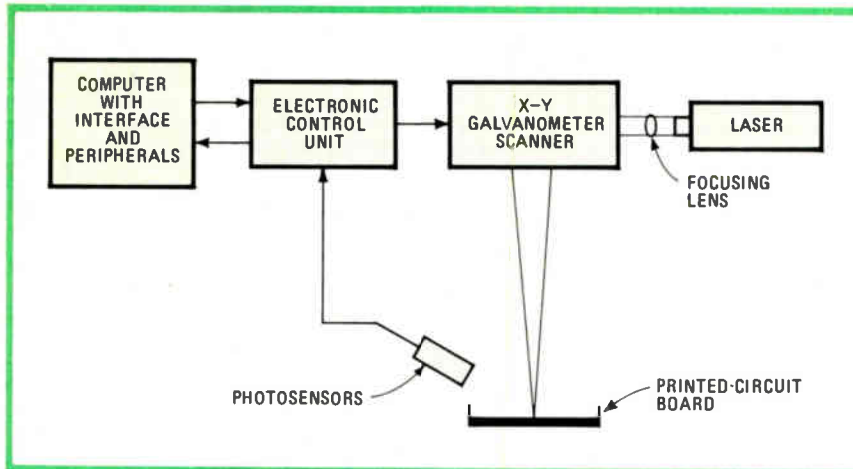 COMPUTER
WITH
INTERFACE
AND
PERIPHERALS
ELECTRONIC
CONTROL
UNIT
X-Y
GALVANOMETER
SCANNER
LASER
FOCUSING
LENS
PHOTOSENSORS
PRINTED-CIRCUIT
BOARD